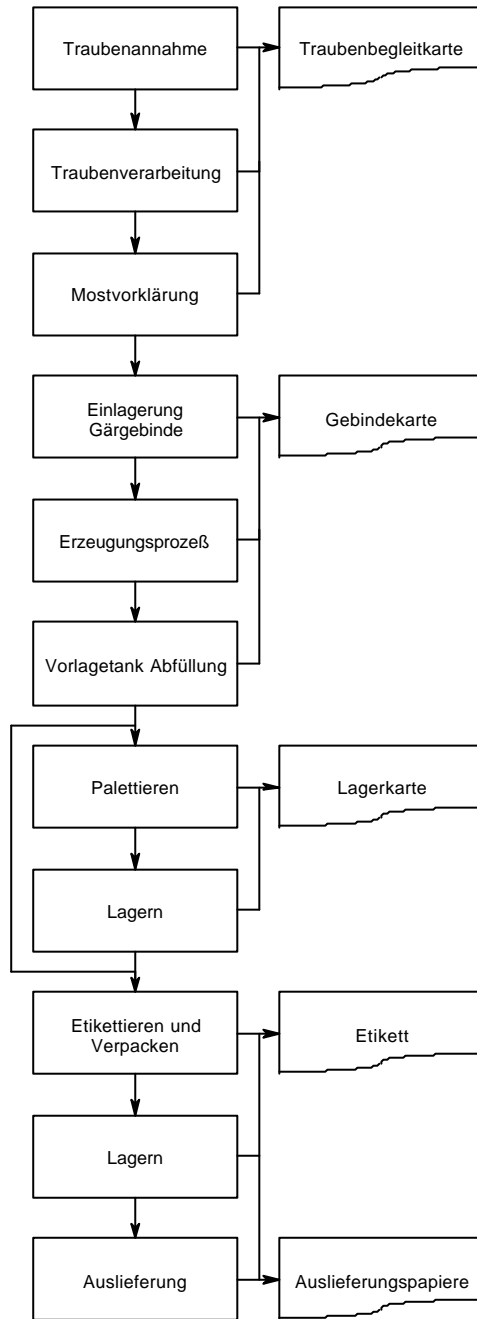 Traubenannahme
Traubenbegleitkarte
Traubenverarbeitung
Mostvorklärung
Einlagerung
Gärgebinde
Gebindekarte
Erzeugungsprozeß
Vorlagetank Abfüllung
Palettieren
Lagerkarte
Lagern
Etikettieren und
Verpacken
Etikett
Lagern
Auslieferung
Auslieferungspapiere